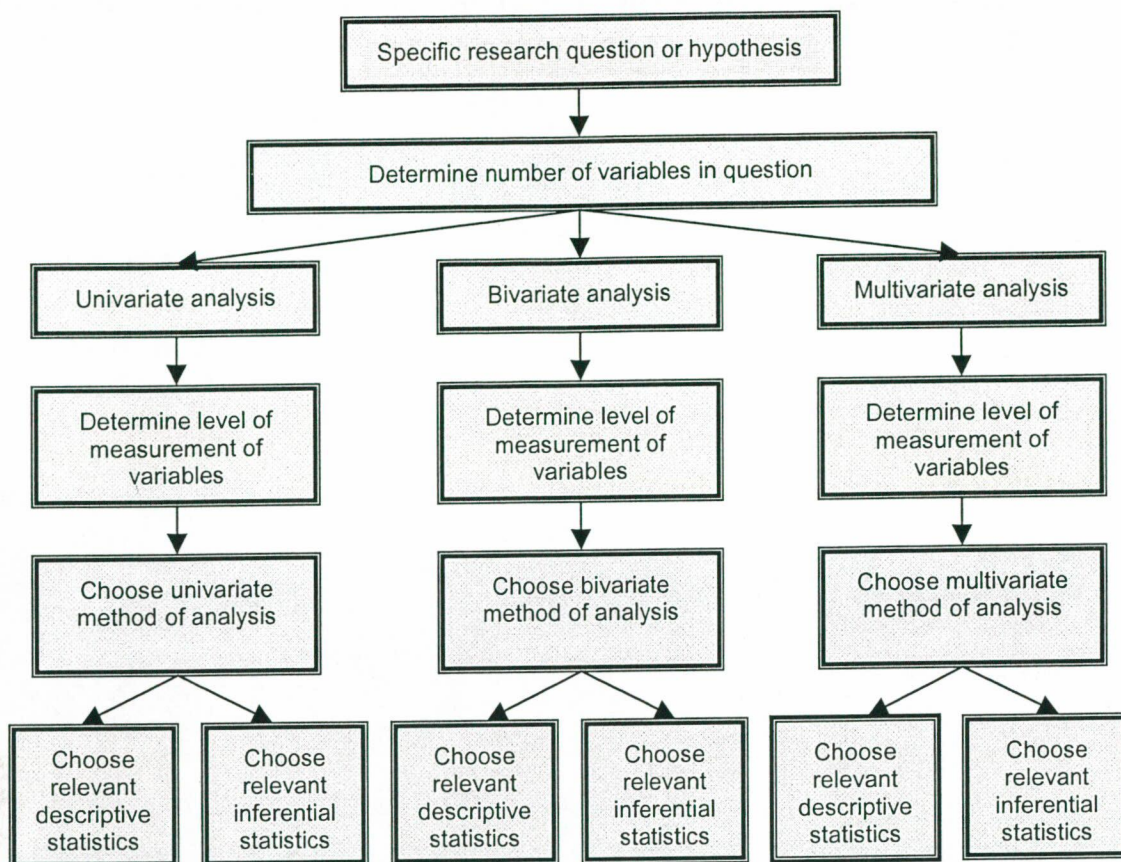 Specific research question or hypothesis
Determine number of variables in question
Univariate analysis
Bivariate analysis
Multivariate analysis
Determine level of
measurement of
variables
Determine level of
measurement of
variables
Determine level of
measurement of
variables
Choose univariate
method of analysis
Choose bivariate
method of analysis
Choose multivariate
method of analysis
Choose
relevant
descriptive
statistics
Choose
relevant
inferential
statistics
Choose
relevant
descriptive
statistics
Choose
relevant
inferential
statistics
Choose
relevant
descriptive
statistics
Choose
relevant
inferential
statistics